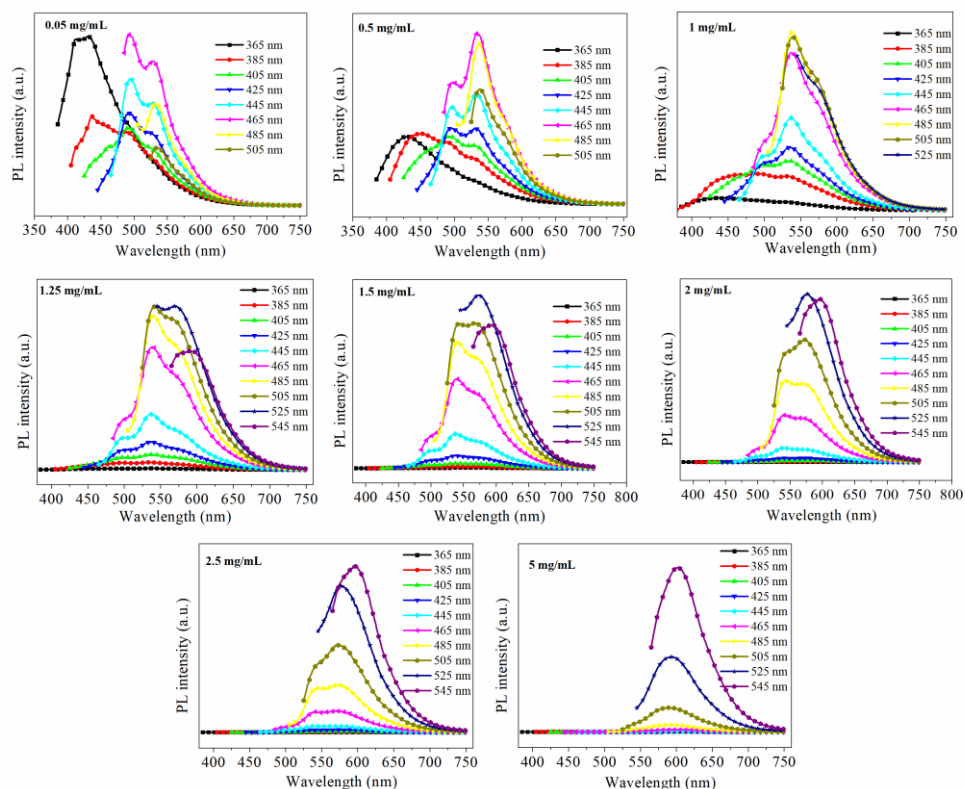 0.05 mg/mL
365 nm
385 nm
405 nm
425 nm
445 nm
465 nm
485 nm
505 nm
PL intensity (a.u.)
350 400 450 500 550 600 650 700 750
Wavelength (nm)
0.5 mg/mL
365 nm
385 nm
405 nm
425 nm
445 nm
465 nm
485 nm
505 nm
PL intensity (a.u.)
350 400 450 500 550 600 650 700 750
Wavelength (nm)
1 mg/mL
365 nm
385 nm
405 nm
425 nm
445 nm
465 nm
485 nm
505 nm
525 nm
PL intensity (a.u.)
400 450 500 550 600 650 700 750
Wavelength (nm)
1.25 mg/mL
365 nm
385 nm
405 nm
425 nm
445 nm
465 nm
485 nm
505 nm
525 nm
545 nm
PL intensity (a.u.)
400 450 500 550 600 650 700 750
Wavelength (nm)
1.5 mg/mL
365 nm
385 nm
405 nm
425 nm
445 nm
465 nm
485 nm
505 nm
525 nm
545 nm
PL intensity (a.u.)
400 450 500 550 600 650 700 750 800
Wavelength (nm)
2 mg/mL
365 nm
385 nm
405 nm
425 nm
445 nm
465 nm
485 nm
505 nm
525 nm
545 nm
PL intensity (a.u.)
400 450 500 550 600 650 700 750 800
Wavelength (nm)
2.5 mg/mL
365 nm
385 nm
405 nm
425 nm
445 nm
465 nm
485 nm
505 nm
525 nm
545 nm
PL intensity (a.u.)
400 450 500 550 600 650 700 750
Wavelength (nm)
5 mg/mL
365 nm
385 nm
405 nm
425 nm
445 nm
465 nm
485 nm
505 nm
525 nm
545 nm
PL intensity (a.u.)
400 450 500 550 600 650 700 750
Wavelength (nm)